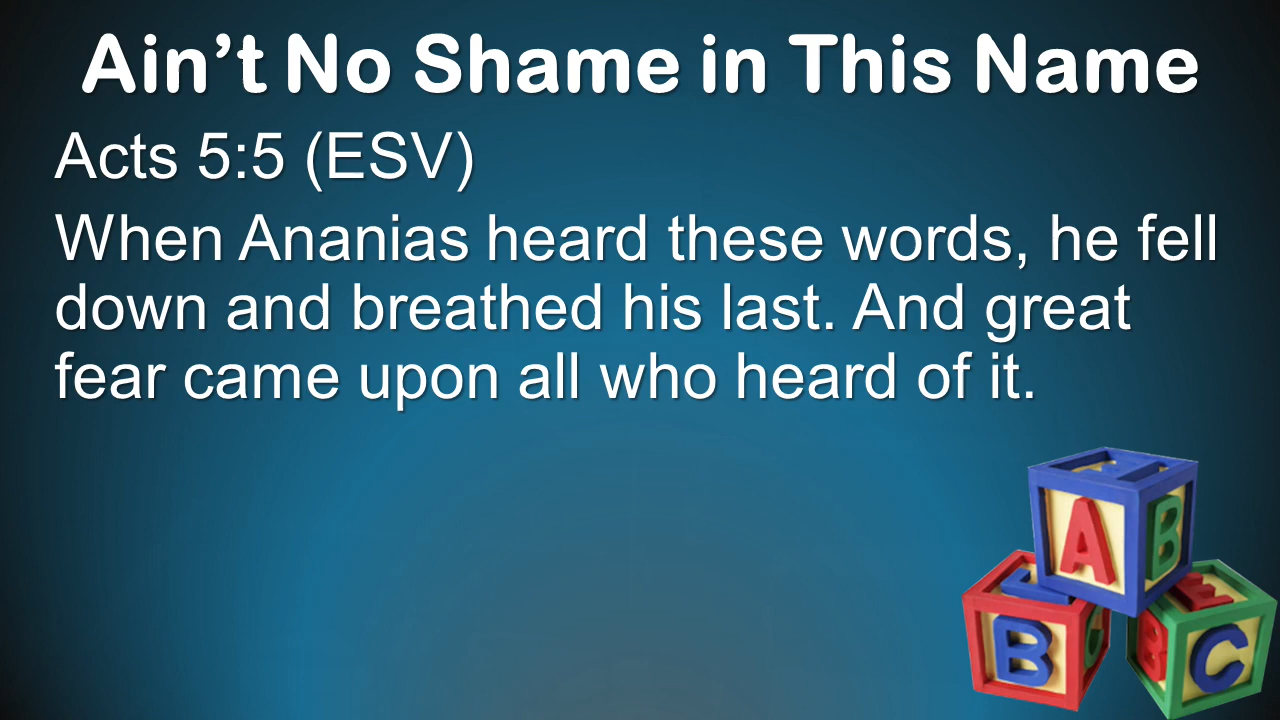 Ain’t No Shame in This Name
Acts 5:5 (ESV)
When Ananias heard these words, he fell
down and breathed his last. And great
fear came upon all who heard of it.
A B
B C